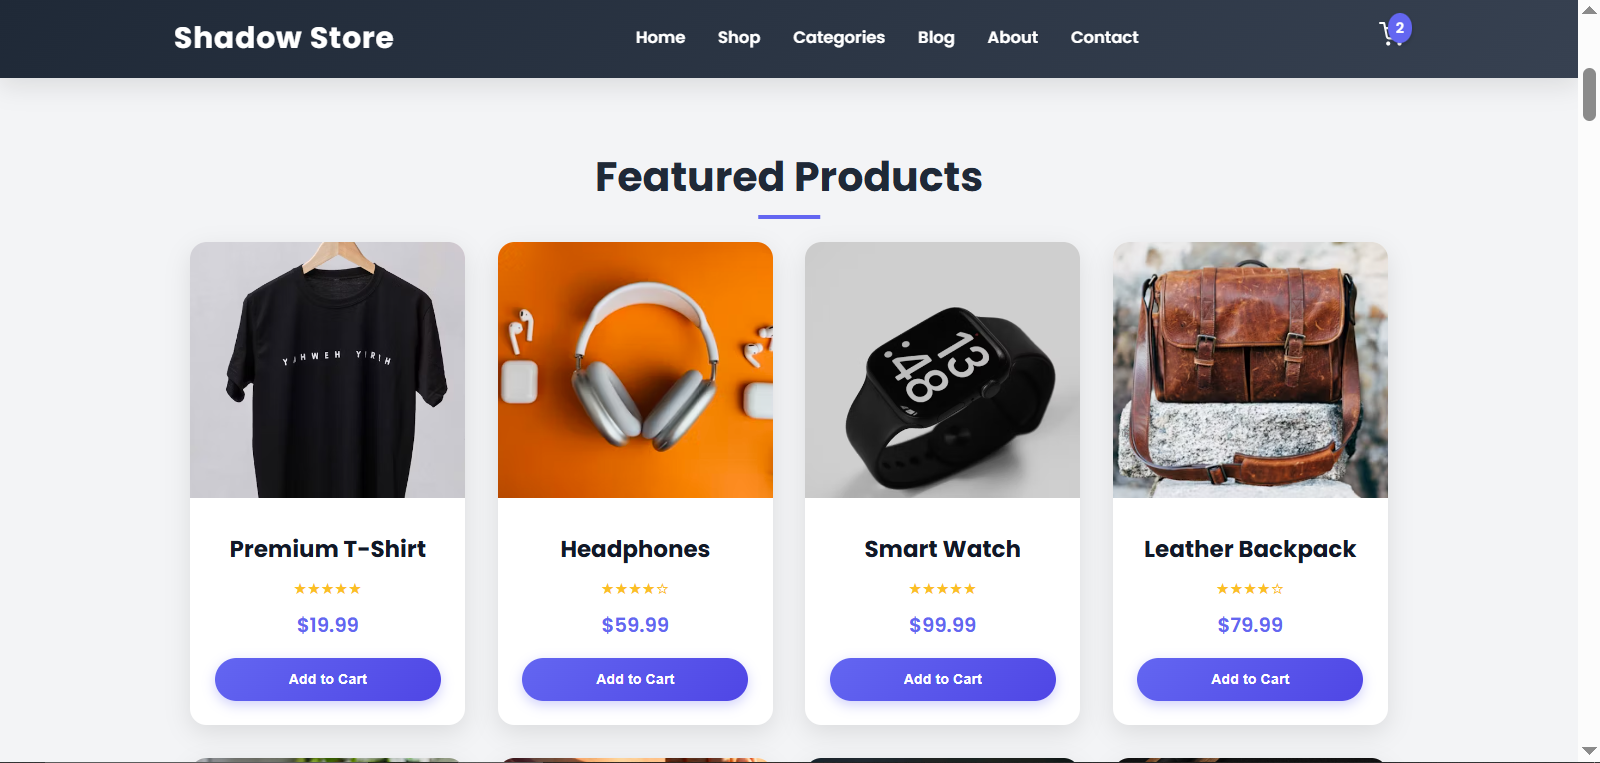 Shadow Store
Home Shop Categories Blog About Contact
2
Featured Products
YAHWEH YIRIH
13
:48
Premium T-Shirt
★★★★★
$19.99
Add to Cart
Headphones
★★★★☆
$59.99
Add to Cart
Smart Watch
★★★★★
$99.99
Add to Cart
Leather Backpack
★★★★☆
$79.99
Add to Cart